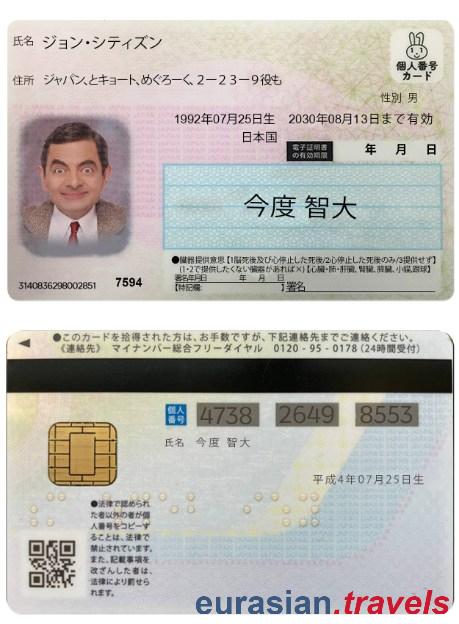 氏名 ジョン・シティズン
個人番号
カード
住所 ジャパン,とキョート,めぐろーく,2－23－9役も
性別 男
1992年07月25日生 2030年08月13日まで有効
日本国
電子証明書
の有効期限
年 月 日
今度 智大
●臓器提供意思【1脳死後及び心停止した死後/2心停止した死後のみ/3提供せず】
(1・2で提供したくない臓器があれば×)【心臓・肺・肝臓、腎臓、膵臓、小腸、眼球】
署名年月日 年 月 日
【特記欄: 】署名
3140836298002851 7594
●このカードを拾得された方は、お手数ですが、下記連絡先までご連絡ください。
《連絡先》 マイナンバー総合フリーダイヤル 0120 - 95 - 0178 (24時間受付)
個人
番号
4738 2649 8553
氏名 今度 智大
平成4年07月25日生
●法律で認められ
た者以外の者が個
人番号をコピーす
ることは、法律で
禁止されています。
また、記載事項を
改ざんした者は、
法律により罰せら
れます。
eurasian.travels